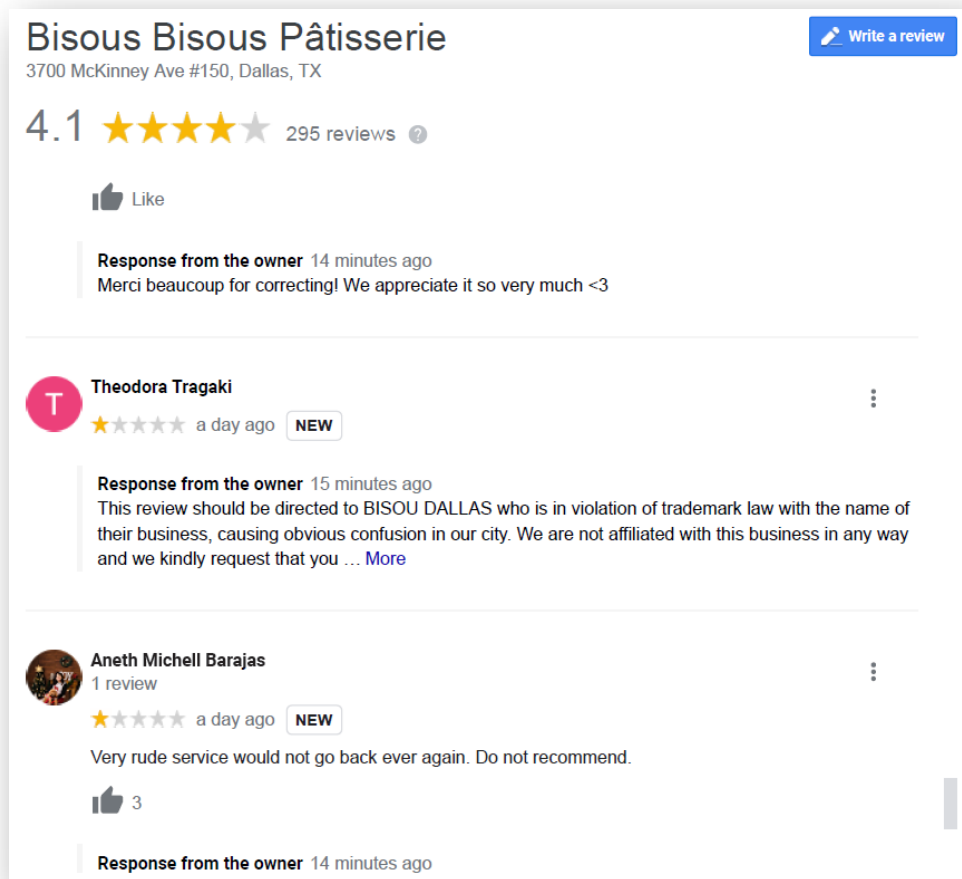 Bisous Bisous Pâtisserie
Write a review
3700 McKinney Ave #150, Dallas, TX
4.1 295 reviews ?
Like
Response from the owner 14 minutes ago
Merci beaucoup for correcting! We appreciate it so very much <3
T
Theodora Tragaki
a day ago NEW
Response from the owner 15 minutes ago
This review should be directed to BISOU DALLAS who is in violation of trademark law with the name of
their business, causing obvious confusion in our city. We are not affiliated with this business in any way
and we kindly request that you … More
Aneth Michell Barajas
1 review
a day ago NEW
Very rude service would not go back ever again. Do not recommend.
3
Response from the owner 14 minutes ago